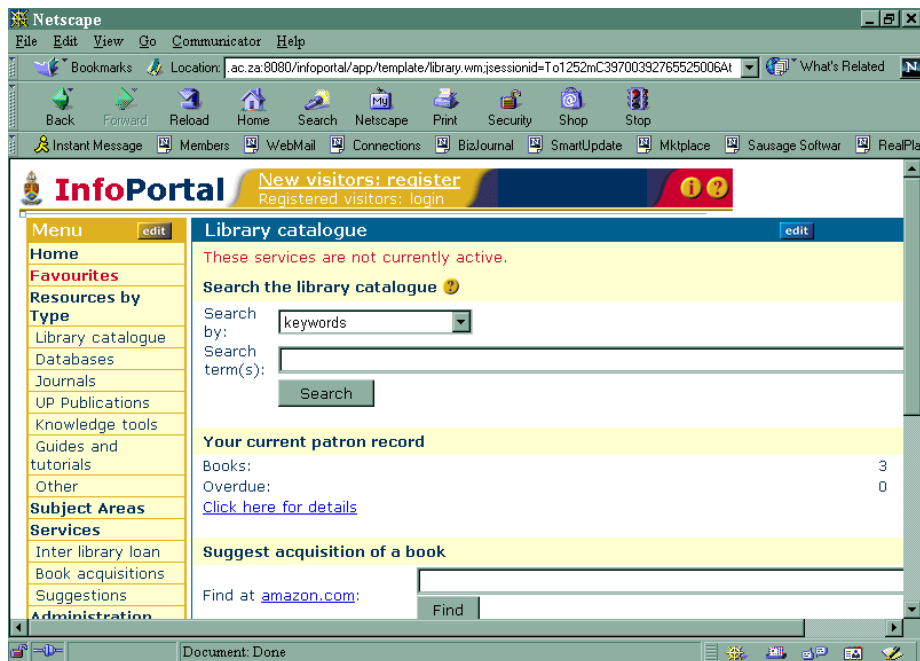 Netscape
File Edit View Go Communicator Help
Bookmarks Location: .ac.za:8080/infoportal/app/template/library.wm;jsessionid=To1252mC39700392765525006At What's Related
Back Forward Reload Home Search Netscape Print Security Shop Stop
Instant Message Members WebMail Connections BizJournal SmartUpdate Mktplace Sausage Softwar RealPla
InfoPortal
New visitors: register
Registered visitors: login
Menu edit
Home
Favourites
Resources by
Type
Library catalogue
Databases
Journals
UP Publications
Knowledge tools
Guides and
tutorials
Other
Subject Areas
Services
Inter library loan
Book acquisitions
Suggestions
Administration
Library catalogue edit
These services are not currently active.
Search the library catalogue ?
Search
by: keywords
Search
term(s):
Search
Your current patron record
Books: 3
Overdue: 0
Click here for details
Suggest acquisition of a book
Find at amazon.com:
Find
Document: Done